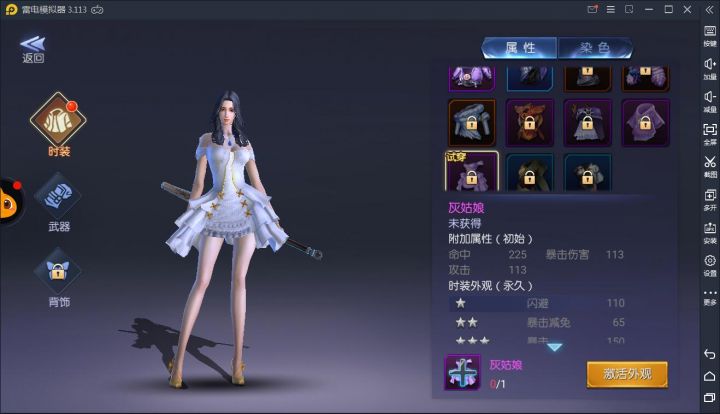 雷电模拟器 3.113
返回
属性
染色
时装
武器
背饰
试穿
灰姑娘
未获得
附加属性（初始）
命中 225 暴击伤害 113
攻击 113
时装外观（永久）
闪避 110
暴击减免 65
暴击 150
灰姑娘
0/1
激活外观
按键
加量
减量
全屏
截图
多开
安装
设置
更多